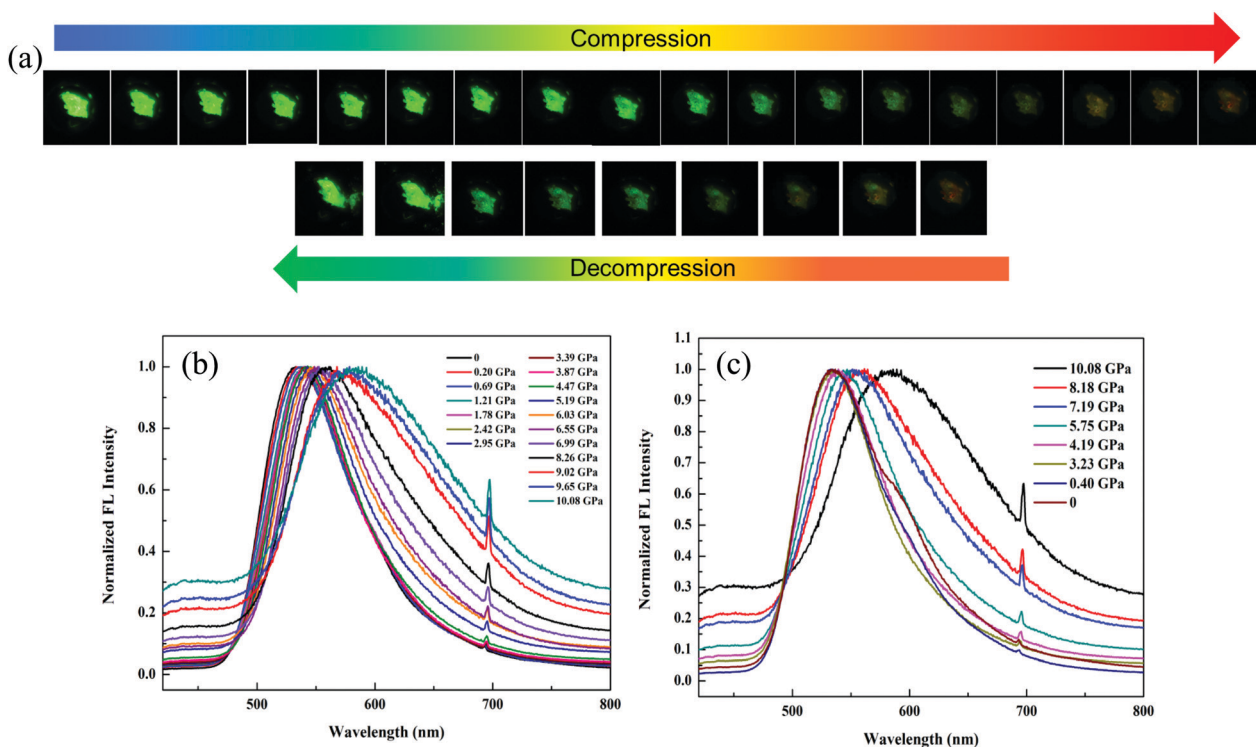 (a)
Compression
Decompression
(b)
0
0.20 GPa
0.69 GPa
1.21 GPa
1.78 GPa
2.42 GPa
2.95 GPa
3.39 GPa
3.87 GPa
4.47 GPa
5.19 GPa
6.03 GPa
6.55 GPa
6.99 GPa
8.26 GPa
9.02 GPa
9.65 GPa
10.08 GPa
1.0
0.8
0.6
0.4
0.2
0.0
Normalized FL Intensity
500 600 700 800
Wavelength (nm)
(c)
10.08 GPa
8.18 GPa
7.19 GPa
5.75 GPa
4.19 GPa
3.23 GPa
0.40 GPa
0
1.1
1.0
0.9
0.8
0.7
0.6
0.5
0.4
0.3
0.2
0.1
0.0
Normalized FL Intensity
500 600 700 800
Wavelength (nm)